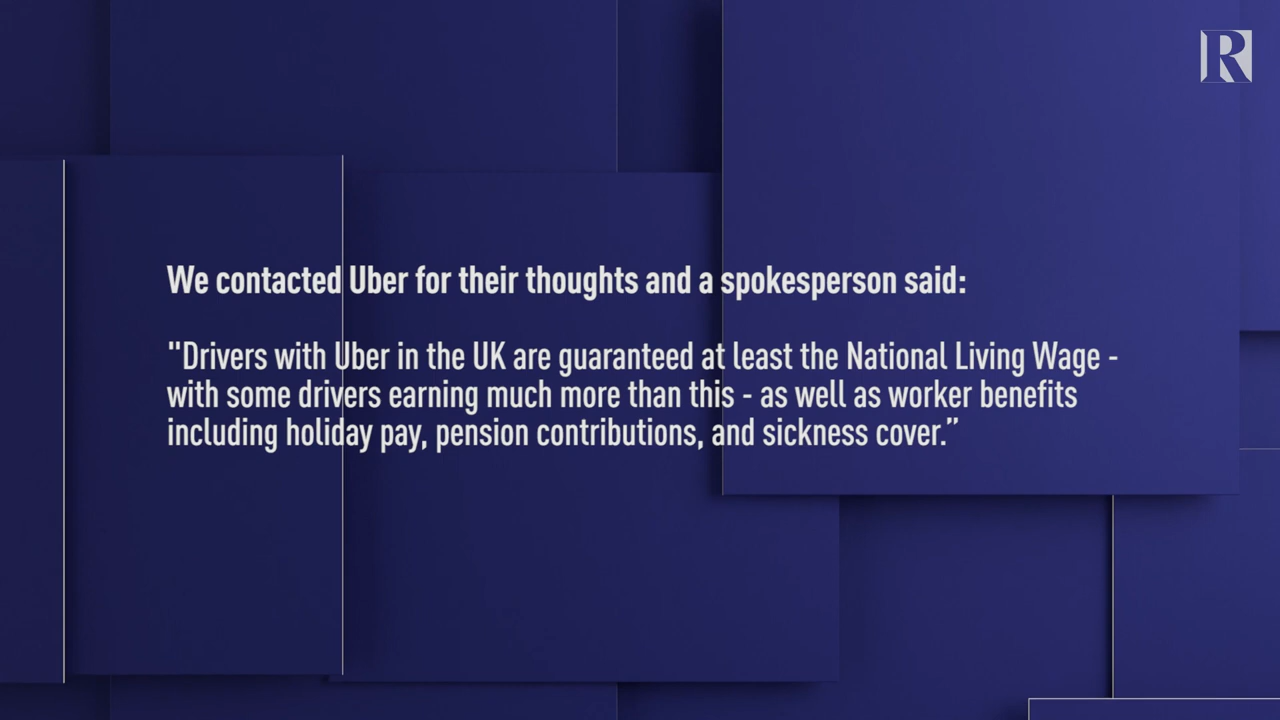 R
We contacted Uber for their thoughts and a spokesperson said:
"Drivers with Uber in the UK are guaranteed at least the National Living Wage -
with some drivers earning much more than this - as well as worker benefits
including holiday pay, pension contributions, and sickness cover.”